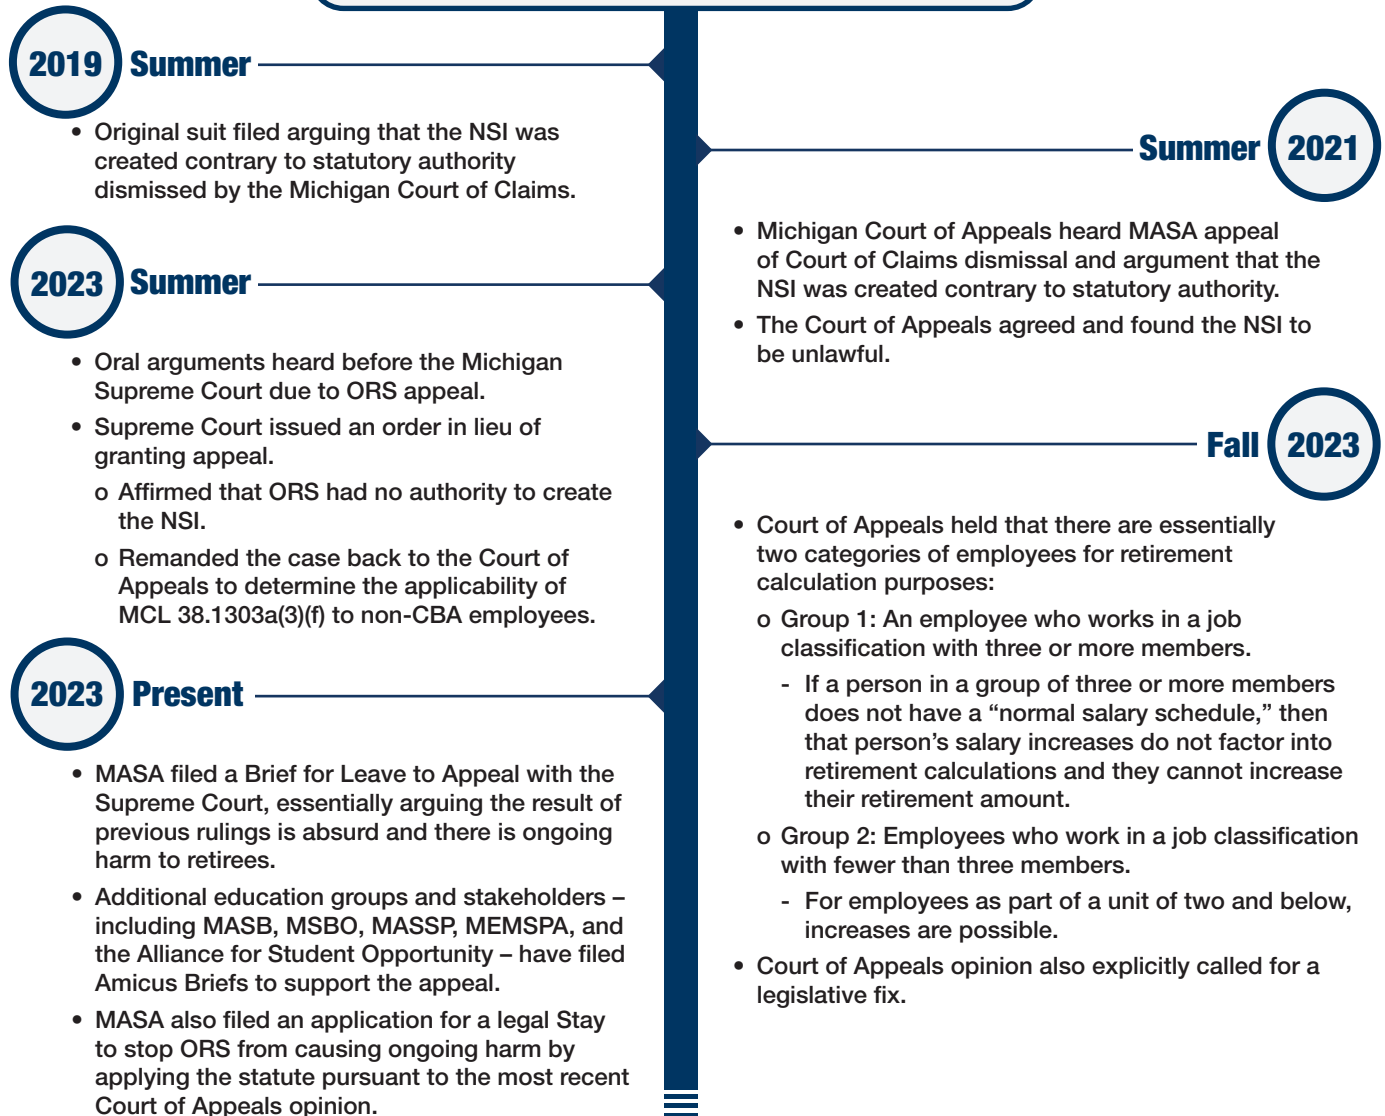 2019 Summer
• Original suit filed arguing that the NSI was
created contrary to statutory authority
dismissed by the Michigan Court of Claims.
Summer 2021
• Michigan Court of Appeals heard MASA appeal
of Court of Claims dismissal and argument that the
NSI was created contrary to statutory authority.
• The Court of Appeals agreed and found the NSI to
be unlawful.
2023 Summer
• Oral arguments heard before the Michigan
Supreme Court due to ORS appeal.
• Supreme Court issued an order in lieu of
granting appeal.
o Affirmed that ORS had no authority to create
the NSI.
o Remanded the case back to the Court of
Appeals to determine the applicability of
MCL 38.1303a(3)(f) to non-CBA employees.
Fall 2023
• Court of Appeals held that there are essentially
two categories of employees for retirement
calculation purposes:
o Group 1: An employee who works in a job
classification with three or more members.
- If a person in a group of three or more members
does not have a “normal salary schedule,” then
that person’s salary increases do not factor into
retirement calculations and they cannot increase
their retirement amount.
o Group 2: Employees who work in a job classification
with fewer than three members.
- For employees as part of a unit of two and below,
increases are possible.
• Court of Appeals opinion also explicitly called for a
legislative fix.
2023 Present
• MASA filed a Brief for Leave to Appeal with the
Supreme Court, essentially arguing the result of
previous rulings is absurd and there is ongoing
harm to retirees.
• Additional education groups and stakeholders –
including MASB, MSBO, MASSP, MEMSPA, and
the Alliance for Student Opportunity – have filed
Amicus Briefs to support the appeal.
• MASA also filed an application for a legal Stay
to stop ORS from causing ongoing harm by
applying the statute pursuant to the most recent
Court of Appeals opinion.